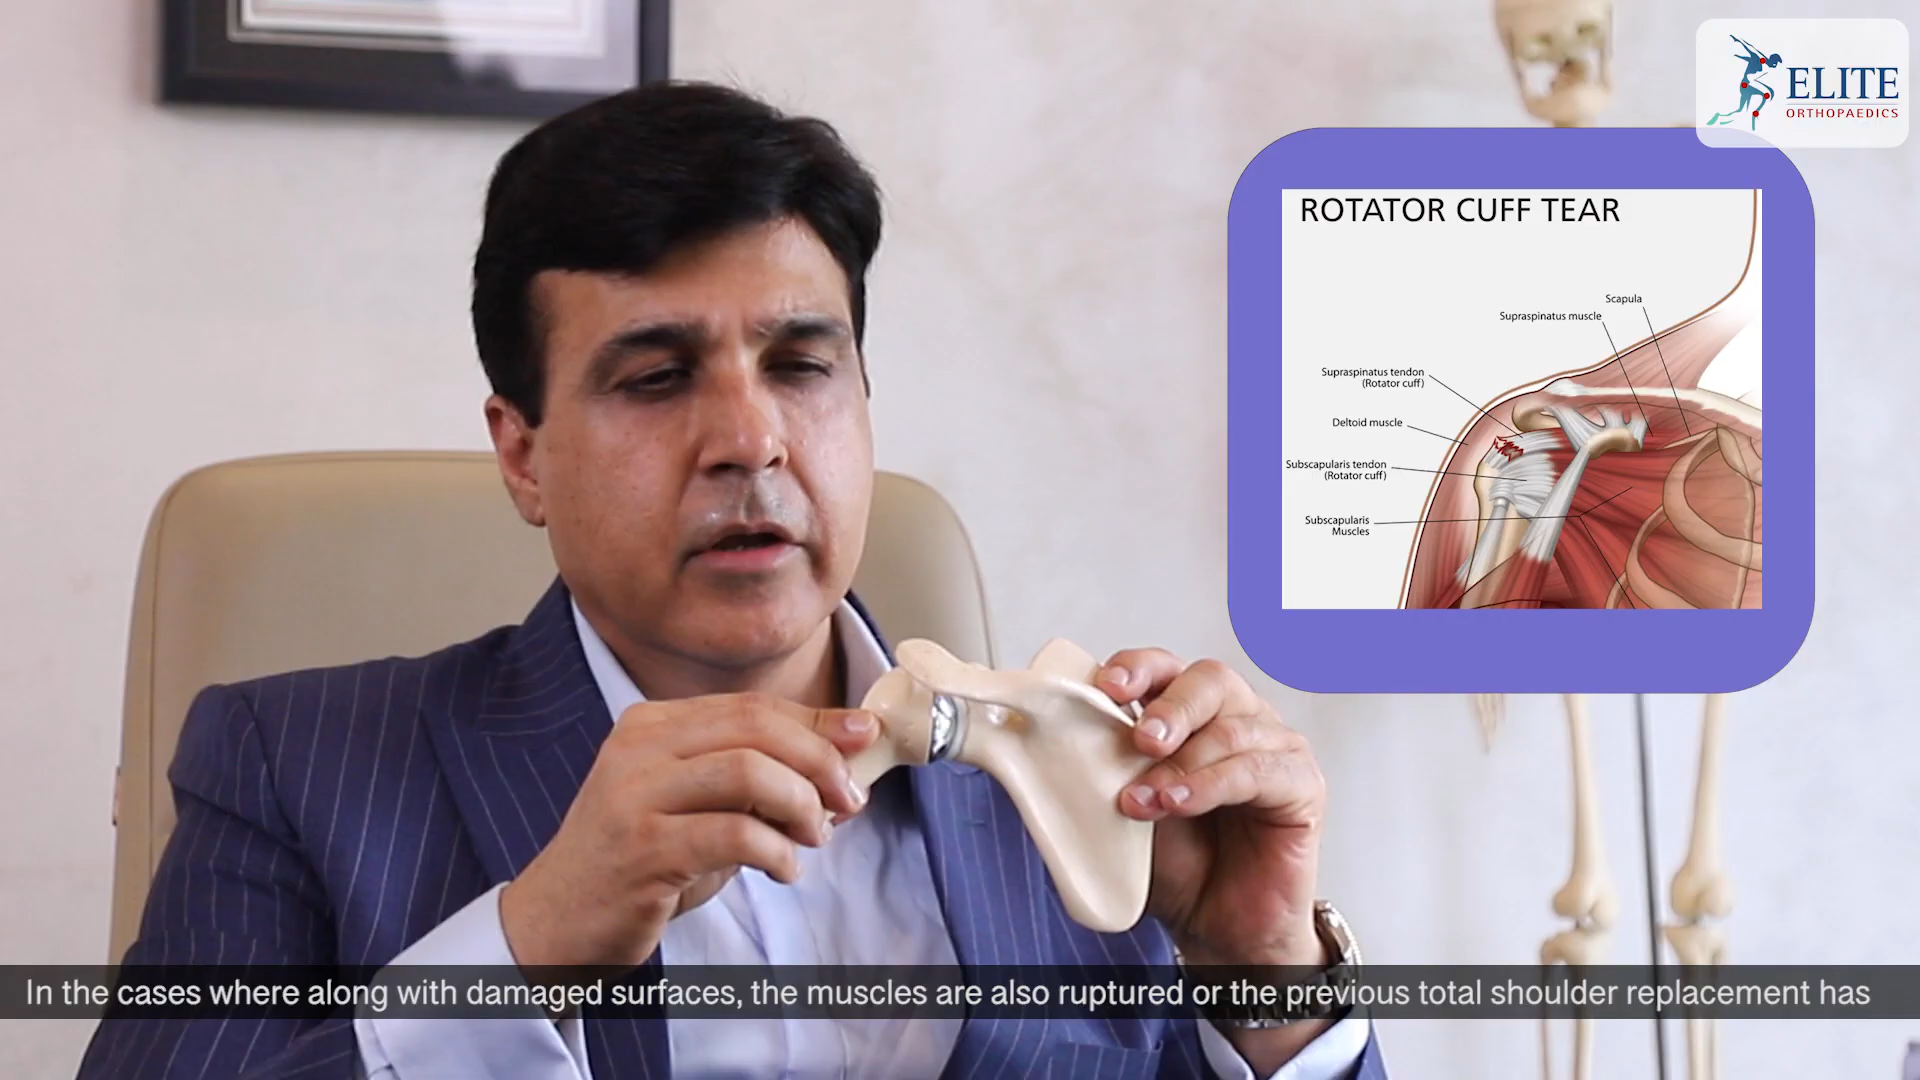 ELITE
ORTHOPAEDICS
ROTATOR CUFF TEAR
Scapula
Supraspinatus muscle
Supraspinatus tendon
(Rotator cuff)
Deltoid muscle
Subscapularis tendon
(Rotator cuff)
Subscapularis
Muscles
In the cases where along with damaged surfaces, the muscles are also ruptured or the previous total shoulder replacement has